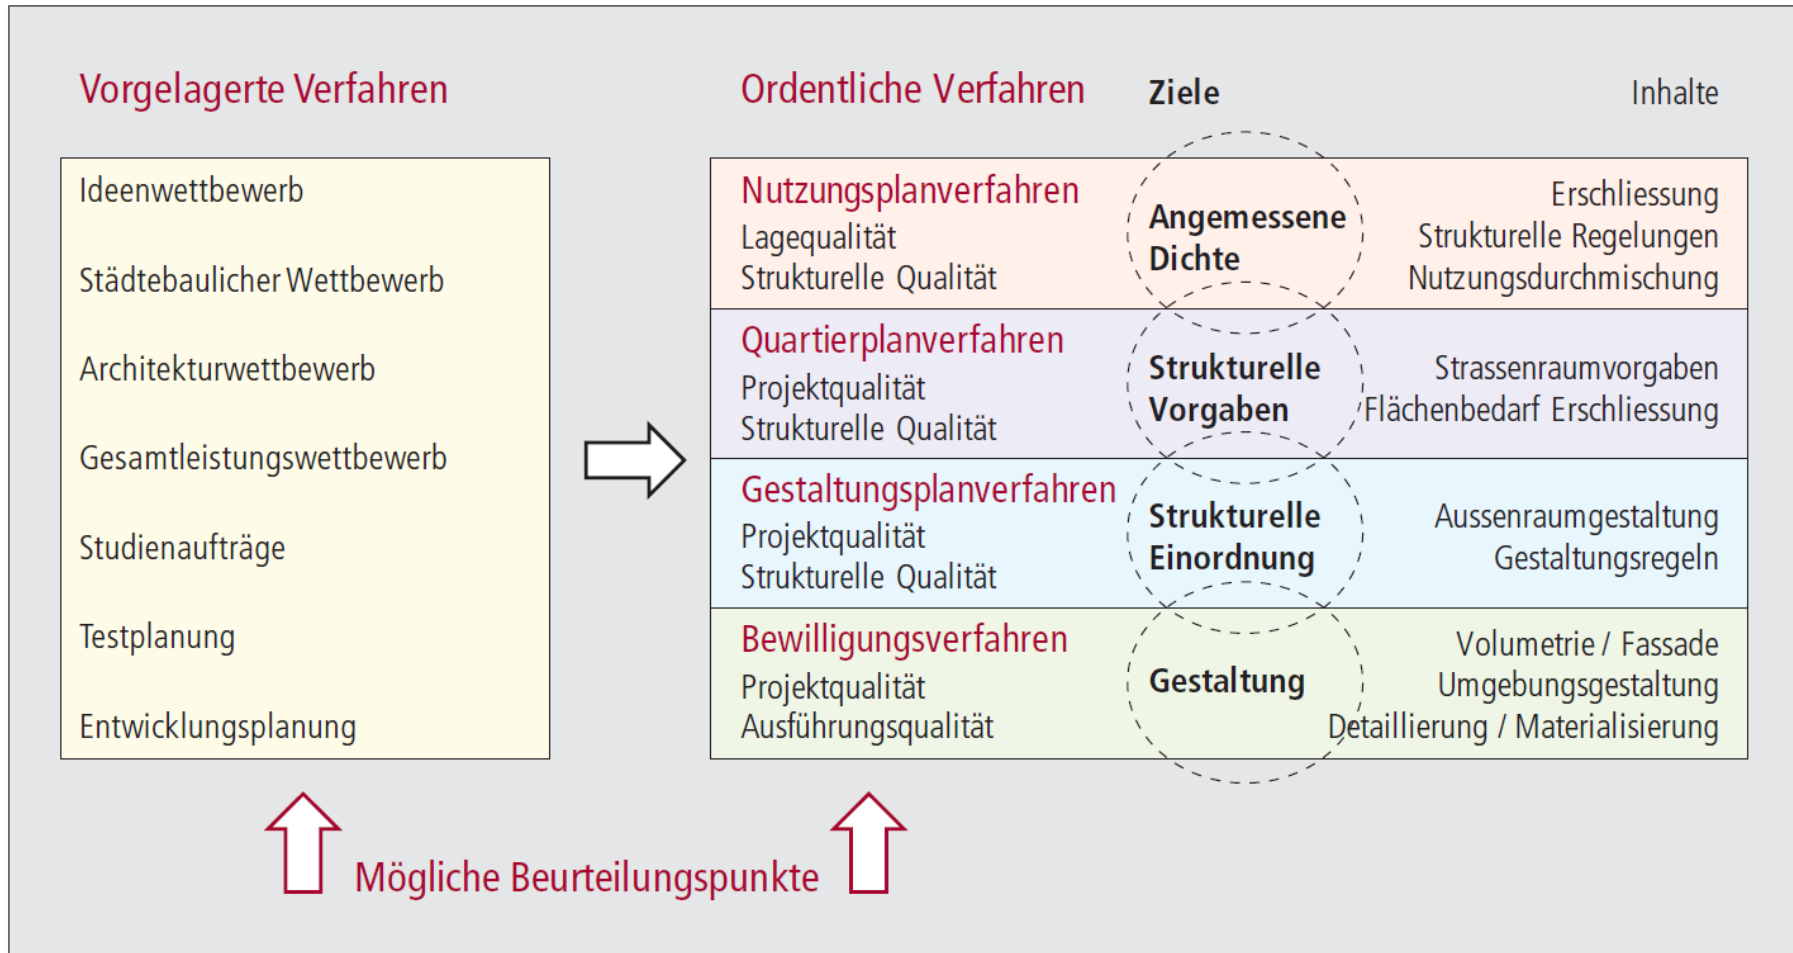 Vorgelagerte Verfahren
Ideenwettbewerb
Städtebaulicher Wettbewerb
Architekturwettbewerb
Gesamtleistungswettbewerb
Studienaufträge
Testplanung
Entwicklungsplanung
Ordentliche Verfahren
Ziele
Inhalte
Nutzungsplanverfahren
Lagequalität
Strukturelle Qualität
Angemessene
Dichte
Erschliessung
Strukturelle Regelungen
Nutzungsdurchmischung
Quartierplanverfahren
Projektqualität
Strukturelle Qualität
Strukturelle
Vorgaben
Strassenraumvorgaben
Flächenbedarf Erschliessung
Gestaltungsplanverfahren
Projektqualität
Strukturelle Qualität
Strukturelle
Einordnung
Aussenraumgestaltung
Gestaltungsregeln
Bewilligungsverfahren
Projektqualität
Ausführungsqualität
Gestaltung
Volumetrie / Fassade
Umgebungsgestaltung
Detaillierung / Materialisierung
Mögliche Beurteilungspunkte